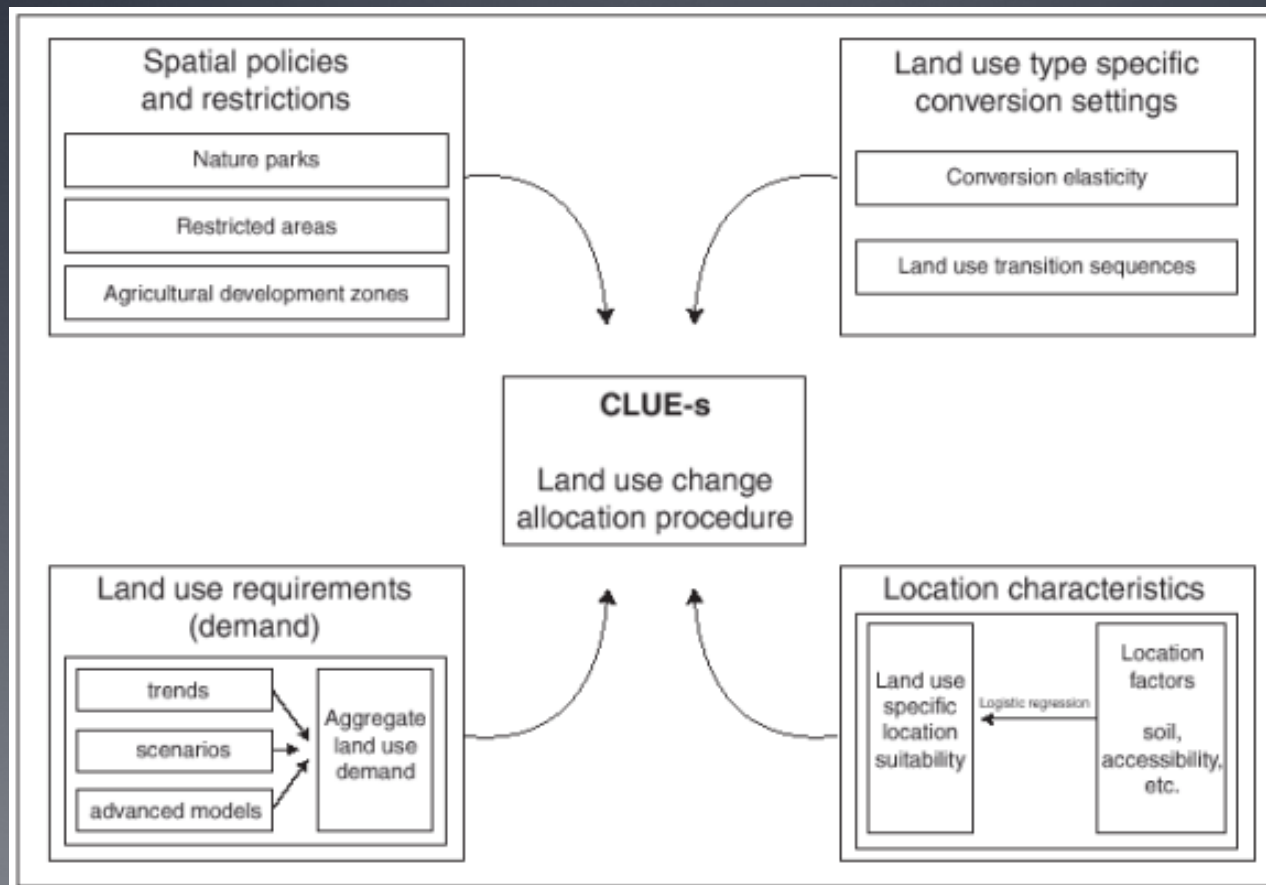 Spatial policies
and restrictions
Nature parks
Restricted areas
Agricultural development zones
Land use type specific
conversion settings
Conversion elasticity
Land use transition sequences
CLUE-s
Land use change
allocation procedure
Land use requirements
(demand)
trends
scenarios
advanced models
Aggregate
land use
demand
Location characteristics
Land use
specific
location
suitability
Logistic regression
Location
factors
soil,
accessibility,
etc.